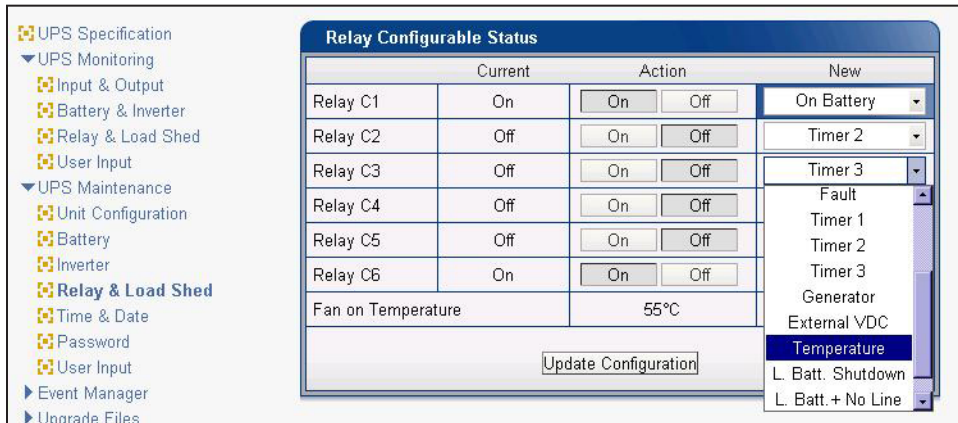 UPS Specification
UPS Monitoring
Input & Output
Battery & Inverter
Relay & Load Shed
User Input
UPS Maintenance
Unit Configuration
Battery
Inverter
Relay & Load Shed
Time & Date
Password
User Input
Event Manager
Upgrade Files
Relay Configurable Status
Current Action New
Relay C1 On On Off On Battery
Relay C2 Off On Off Timer 2
Relay C3 Off On Off Timer 3
Relay C4 Off On Off
Relay C5 Off On Off
Relay C6 On On Off
Fan on Temperature 55°C
Update Configuration
Fault
Timer 1
Timer 2
Timer 3
Generator
External VDC
Temperature
L. Batt. Shutdown
L. Batt.+ No Line